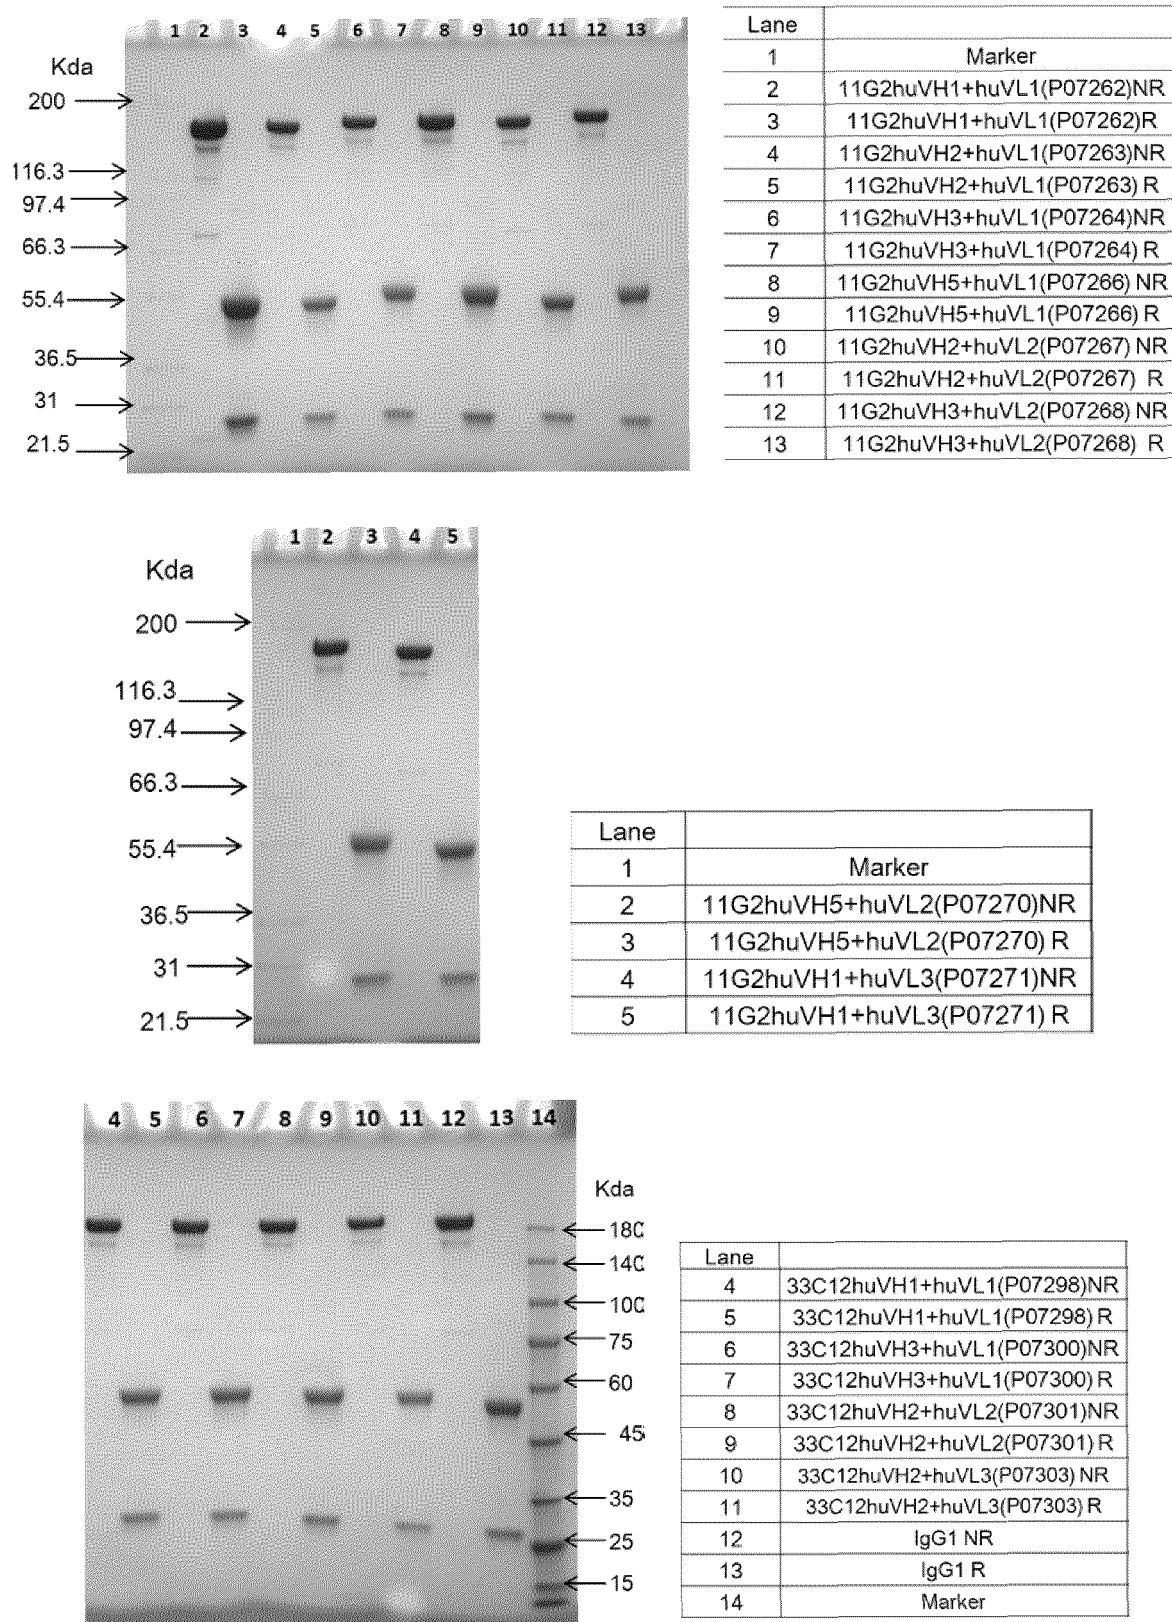 1 2 3 4 5 6 7 8 9 10 11 12 13
Kda
200
116.3
97.4
66.3
55.4
36.5
31
21.5
Lane
1 Marker
2 11G2huVH1+huVL1(P07262)NR
3 11G2huVH1+huVL1(P07262)R
4 11G2huVH2+huVL1(P07263)NR
5 11G2huVH2+huVL1(P07263) R
6 11G2huVH3+huVL1(P07264)NR
7 11G2huVH3+huVL1(P07264) R
8 11G2huVH5+huVL1(P07266) NR
9 11G2huVH5+huVL1(P07266) R
10 11G2huVH2+huVL2(P07267) NR
11 11G2huVH2+huVL2(P07267) R
12 11G2huVH3+huVL2(P07268) NR
13 11G2huVH3+huVL2(P07268) R
1 2 3 4 5
Kda
200
116.3
97.4
66.3
55.4
36.5
31
21.5
Lane
1 Marker
2 11G2huVH5+huVL2(P07270)NR
3 11G2huVH5+huVL2(P07270) R
4 11G2huVH1+huVL3(P07271)NR
5 11G2huVH1+huVL3(P07271) R
4 5 6 7 8 9 10 11 12 13 14
Kda
180
140
100
75
60
45
35
25
15
Lane
4 33C12huVH1+huVL1(P07298)NR
5 33C12huVH1+huVL1(P07298) R
6 33C12huVH3+huVL1(P07300)NR
7 33C12huVH3+huVL1(P07300) R
8 33C12huVH2+huVL2(P07301)NR
9 33C12huVH2+huVL2(P07301) R
10 33C12huVH2+huVL3(P07303) NR
11 33C12huVH2+huVL3(P07303) R
12 IgG1 NR
13 IgG1 R
14 Marker